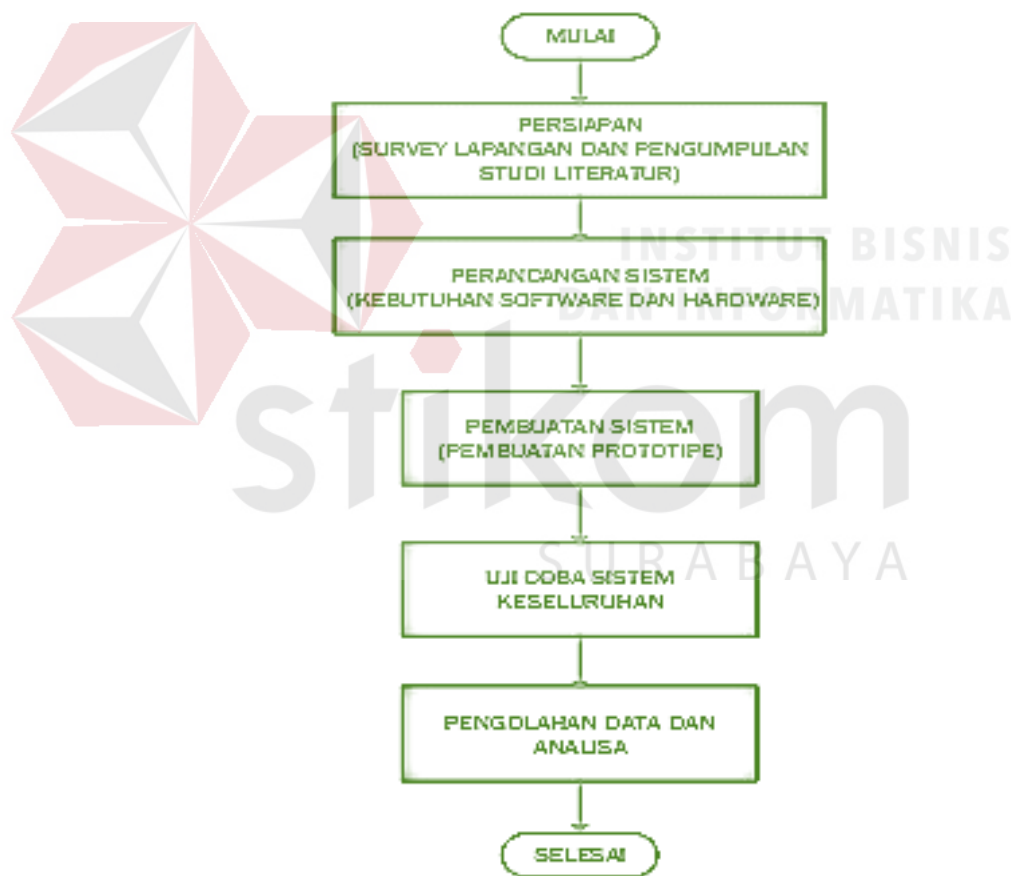 MULAI
PERSIAPAN
(SURVEY LAPANGAN DAN PENGUMPULAN
STUDI LITERATUR)
INSTITUT BISNIS
DAN INFORMATIKA
PERANCANGAN SISTEM
(KEBUTUHAN SOFTWARE DAN HARDWARE)
stikom
SURABAYA
PEMBUATAN SISTEM
(PEMBUATAN PROTOTIPE)
UJI COBA SISTEM
KESELURUHAN
PENGOLAHAN DATA DAN
ANALISA
SELESAI